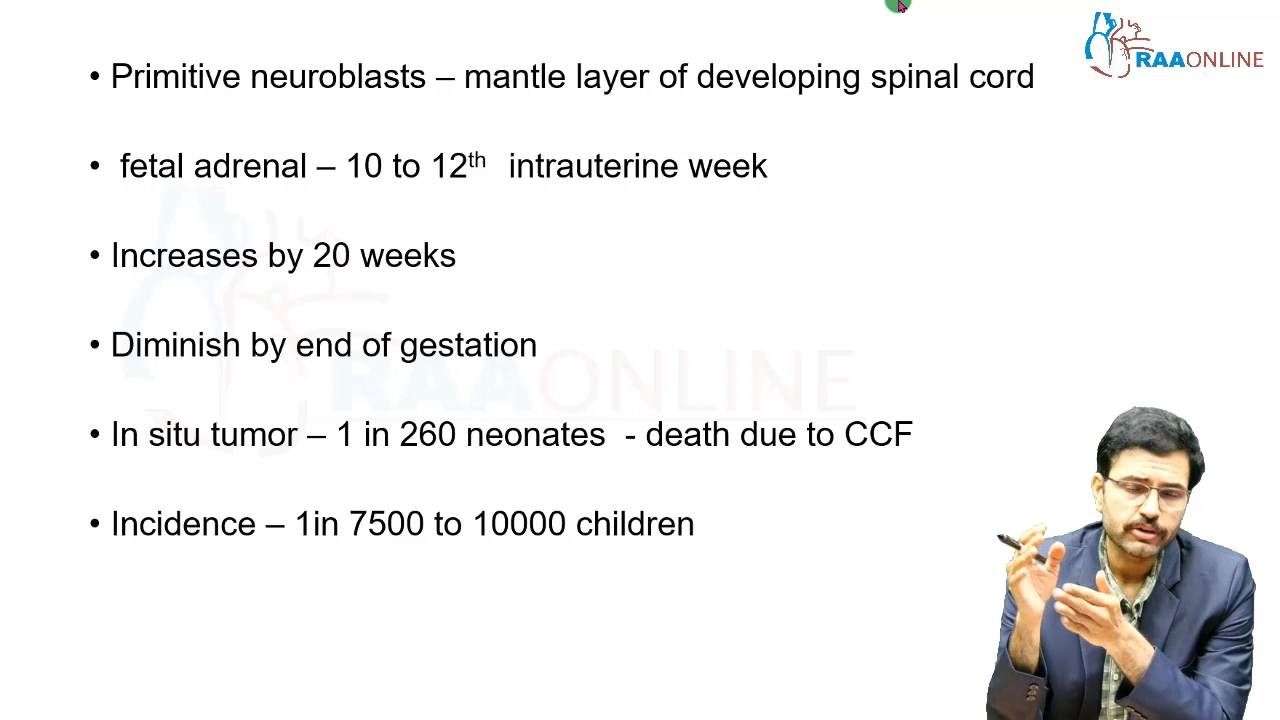 RAAONLINE
• Primitive neuroblasts – mantle layer of developing spinal cord
• fetal adrenal – 10 to 12th intrauterine week
• Increases by 20 weeks
• Diminish by end of gestation
RAAONLINE
• In situ tumor – 1 in 260 neonates - death due to CCF
• Incidence – 1in 7500 to 10000 children